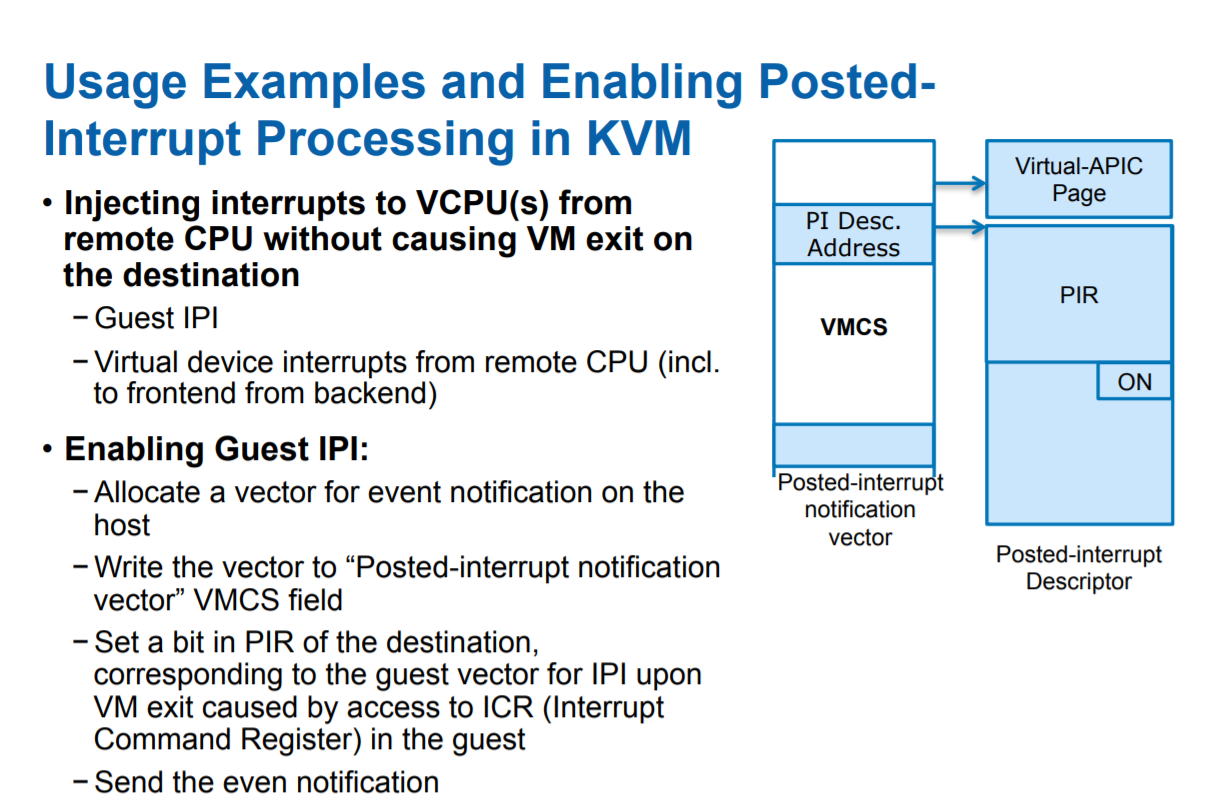 Usage Examples and Enabling Posted-
Interrupt Processing in KVM
• Injecting interrupts to VCPU(s) from
remote CPU without causing VM exit on
the destination
– Guest IPI
– Virtual device interrupts from remote CPU (incl.
to frontend from backend)
• Enabling Guest IPI:
– Allocate a vector for event notification on the
host
– Write the vector to “Posted-interrupt notification
vector” VMCS field
– Set a bit in PIR of the destination,
corresponding to the guest vector for IPI upon
VM exit caused by access to ICR (Interrupt
Command Register) in the guest
– Send the even notification
PI Desc.
Address
VMCS
Posted-interrupt
notification
vector
Virtual-APIC
Page
PIR
ON
Posted-interrupt
Descriptor